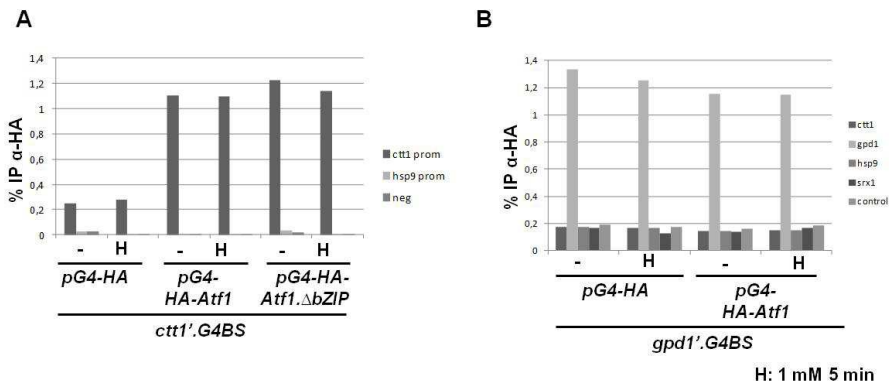 A
% IP α-HA
1,4
1,2
1
0,8
0,6
0,4
0,2
0
- H - H - H
pG4-HA
pG4-
HA-Atf1
pG4-HA-
Atf1.ΔbZIP
ctt1'.G4BS
ctt1 prom
hsp9 prom
neg
B
% IP α-HA
1,4
1,2
1
0,8
0,6
0,4
0,2
0
- H - H
pG4-HA
pG4-
HA-Atf1
gpd1'.G4BS
ctt1
gpd1
hsp9
srx1
control
H: 1 mM 5 min